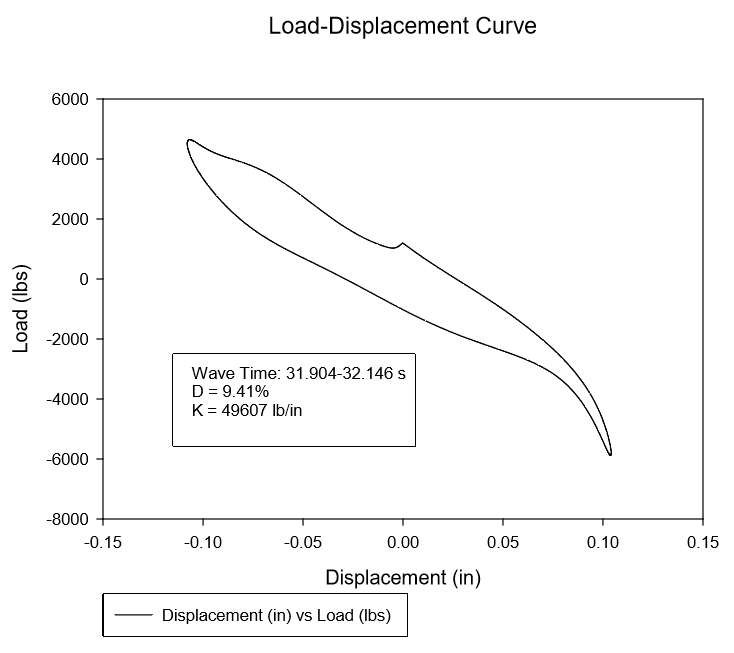 Load-Displacement Curve
6000
4000
2000
0
-2000
-4000
-6000
-8000
Load (lbs)
Wave Time: 31.904-32.146 s
D = 9.41%
K = 49607 lb/in
-0.15 -0.10 -0.05 0.00 0.05 0.10 0.15
Displacement (in)
Displacement (in) vs Load (lbs)